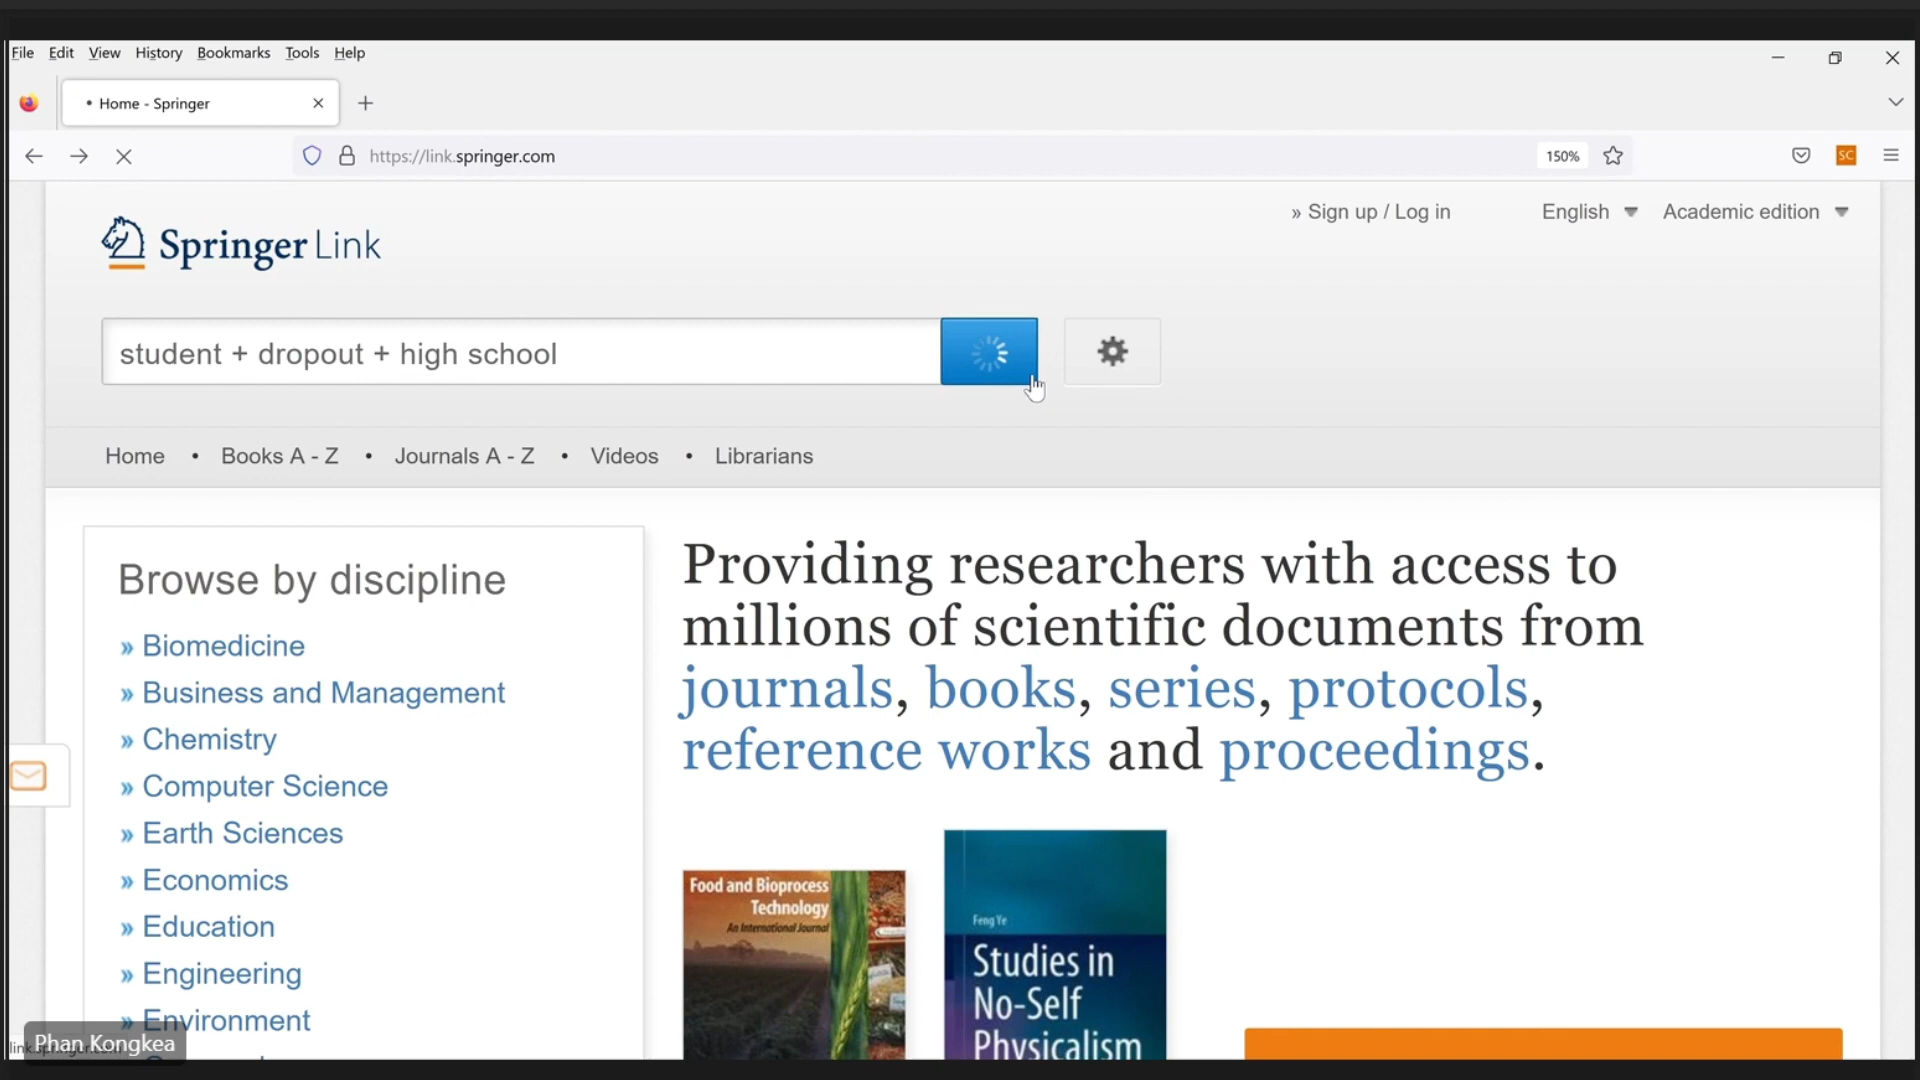 File Edit View History Bookmarks Tools Help
• Home - Springer
https://link.springer.com
150%
SC
» Sign up / Log in English Academic edition
Springer Link
student + dropout + high school
Home • Books A - Z • Journals A - Z • Videos • Librarians
Browse by discipline
» Biomedicine
» Business and Management
» Chemistry
» Computer Science
» Earth Sciences
» Economics
» Education
» Engineering
» Environment
Providing researchers with access to
millions of scientific documents from
journals, books, series, protocols,
reference works and proceedings.
Food and Bioprocess
Technology
An International Journal
Feng Ye
Studies in
No-Self
Physicalism
Phan Kongkea